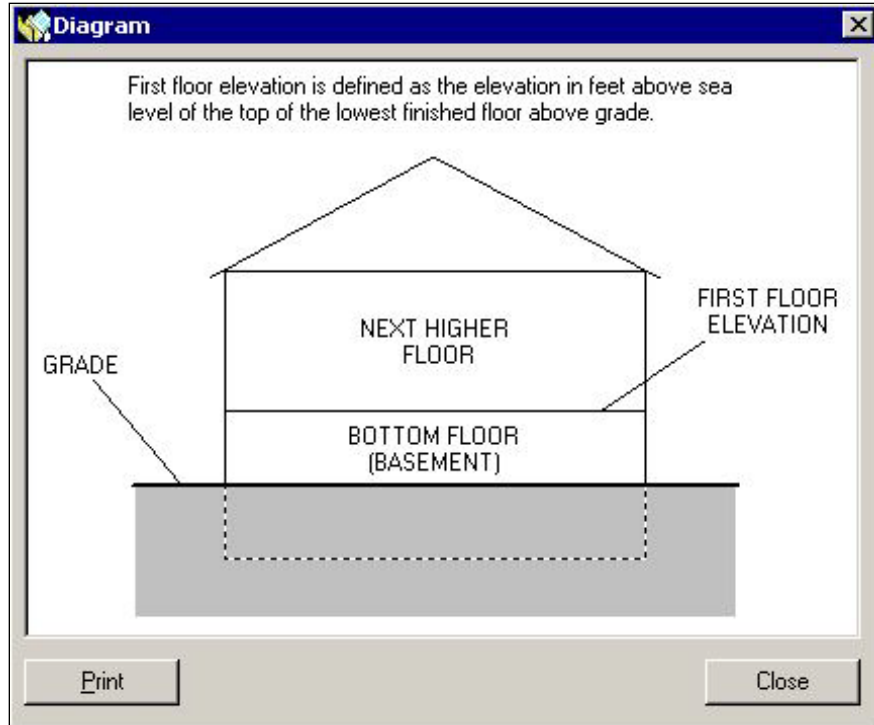 Diagram
First floor elevation is defined as the elevation in feet above sea
level of the top of the lowest finished floor above grade.
FIRST FLOOR
ELEVATION
NEXT HIGHER
FLOOR
GRADE
BOTTOM FLOOR
(BASEMENT)
Print
Close